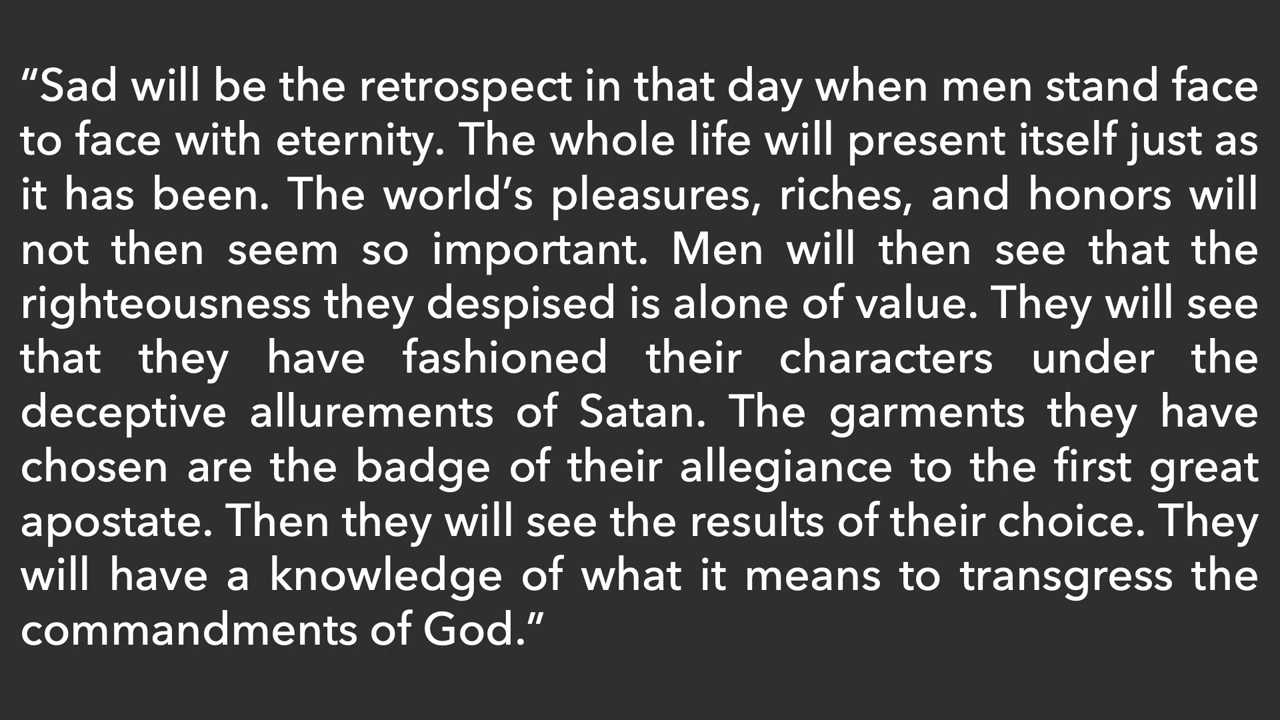 “Sad will be the retrospect in that day when men stand face
to face with eternity. The whole life will present itself just as
it has been. The world’s pleasures, riches, and honors will
not then seem so important. Men will then see that the
righteousness they despised is alone of value. They will see
that they have fashioned their characters under the
deceptive allurements of Satan. The garments they have
chosen are the badge of their allegiance to the first great
apostate. Then they will see the results of their choice. They
will have a knowledge of what it means to transgress the
commandments of God.”